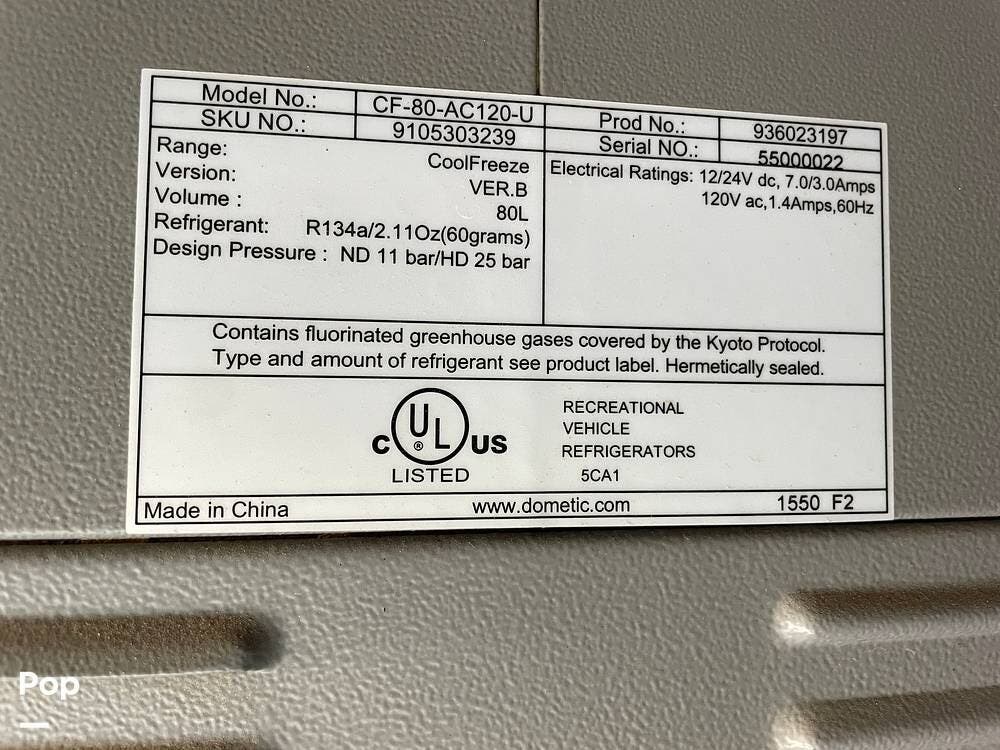 Model No.: CF-80-AC120-U Prod No.: 936023197
SKU NO.: 9105303239 Serial NO.: 55000022
Range: CoolFreeze
Version: VER.B
Volume : 80L
Refrigerant: R134a/2.11Oz(60grams)
Design Pressure : ND 11 bar/HD 25 bar
Electrical Ratings: 12/24V dc, 7.0/3.0Amps
120V ac,1.4Amps,60Hz
Contains fluorinated greenhouse gases covered by the Kyoto Protocol.
Type and amount of refrigerant see product label. Hermetically sealed.
C UL ® US
LISTED
RECREATIONAL
VEHICLE
REFRIGERATORS
5CA1
Made in China www.dometic.com 1550 F2
Pop